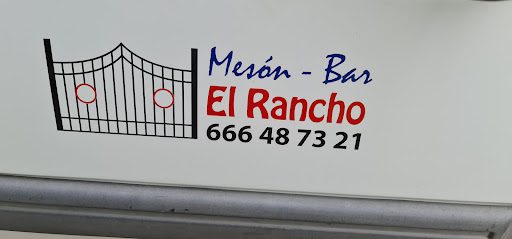 Mesón - Bar
El Rancho
666 48 73 21